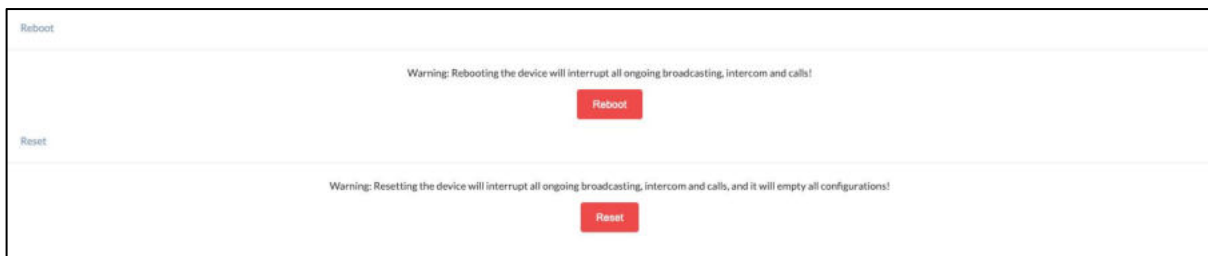 Reboot
Warning: Rebooting the device will interrupt all ongoing broadcasting, intercom and calls!
Reboot
Reset
Warning: Resetting the device will interrupt all ongoing broadcasting, intercom and calls, and it will empty all configurations!
Reset